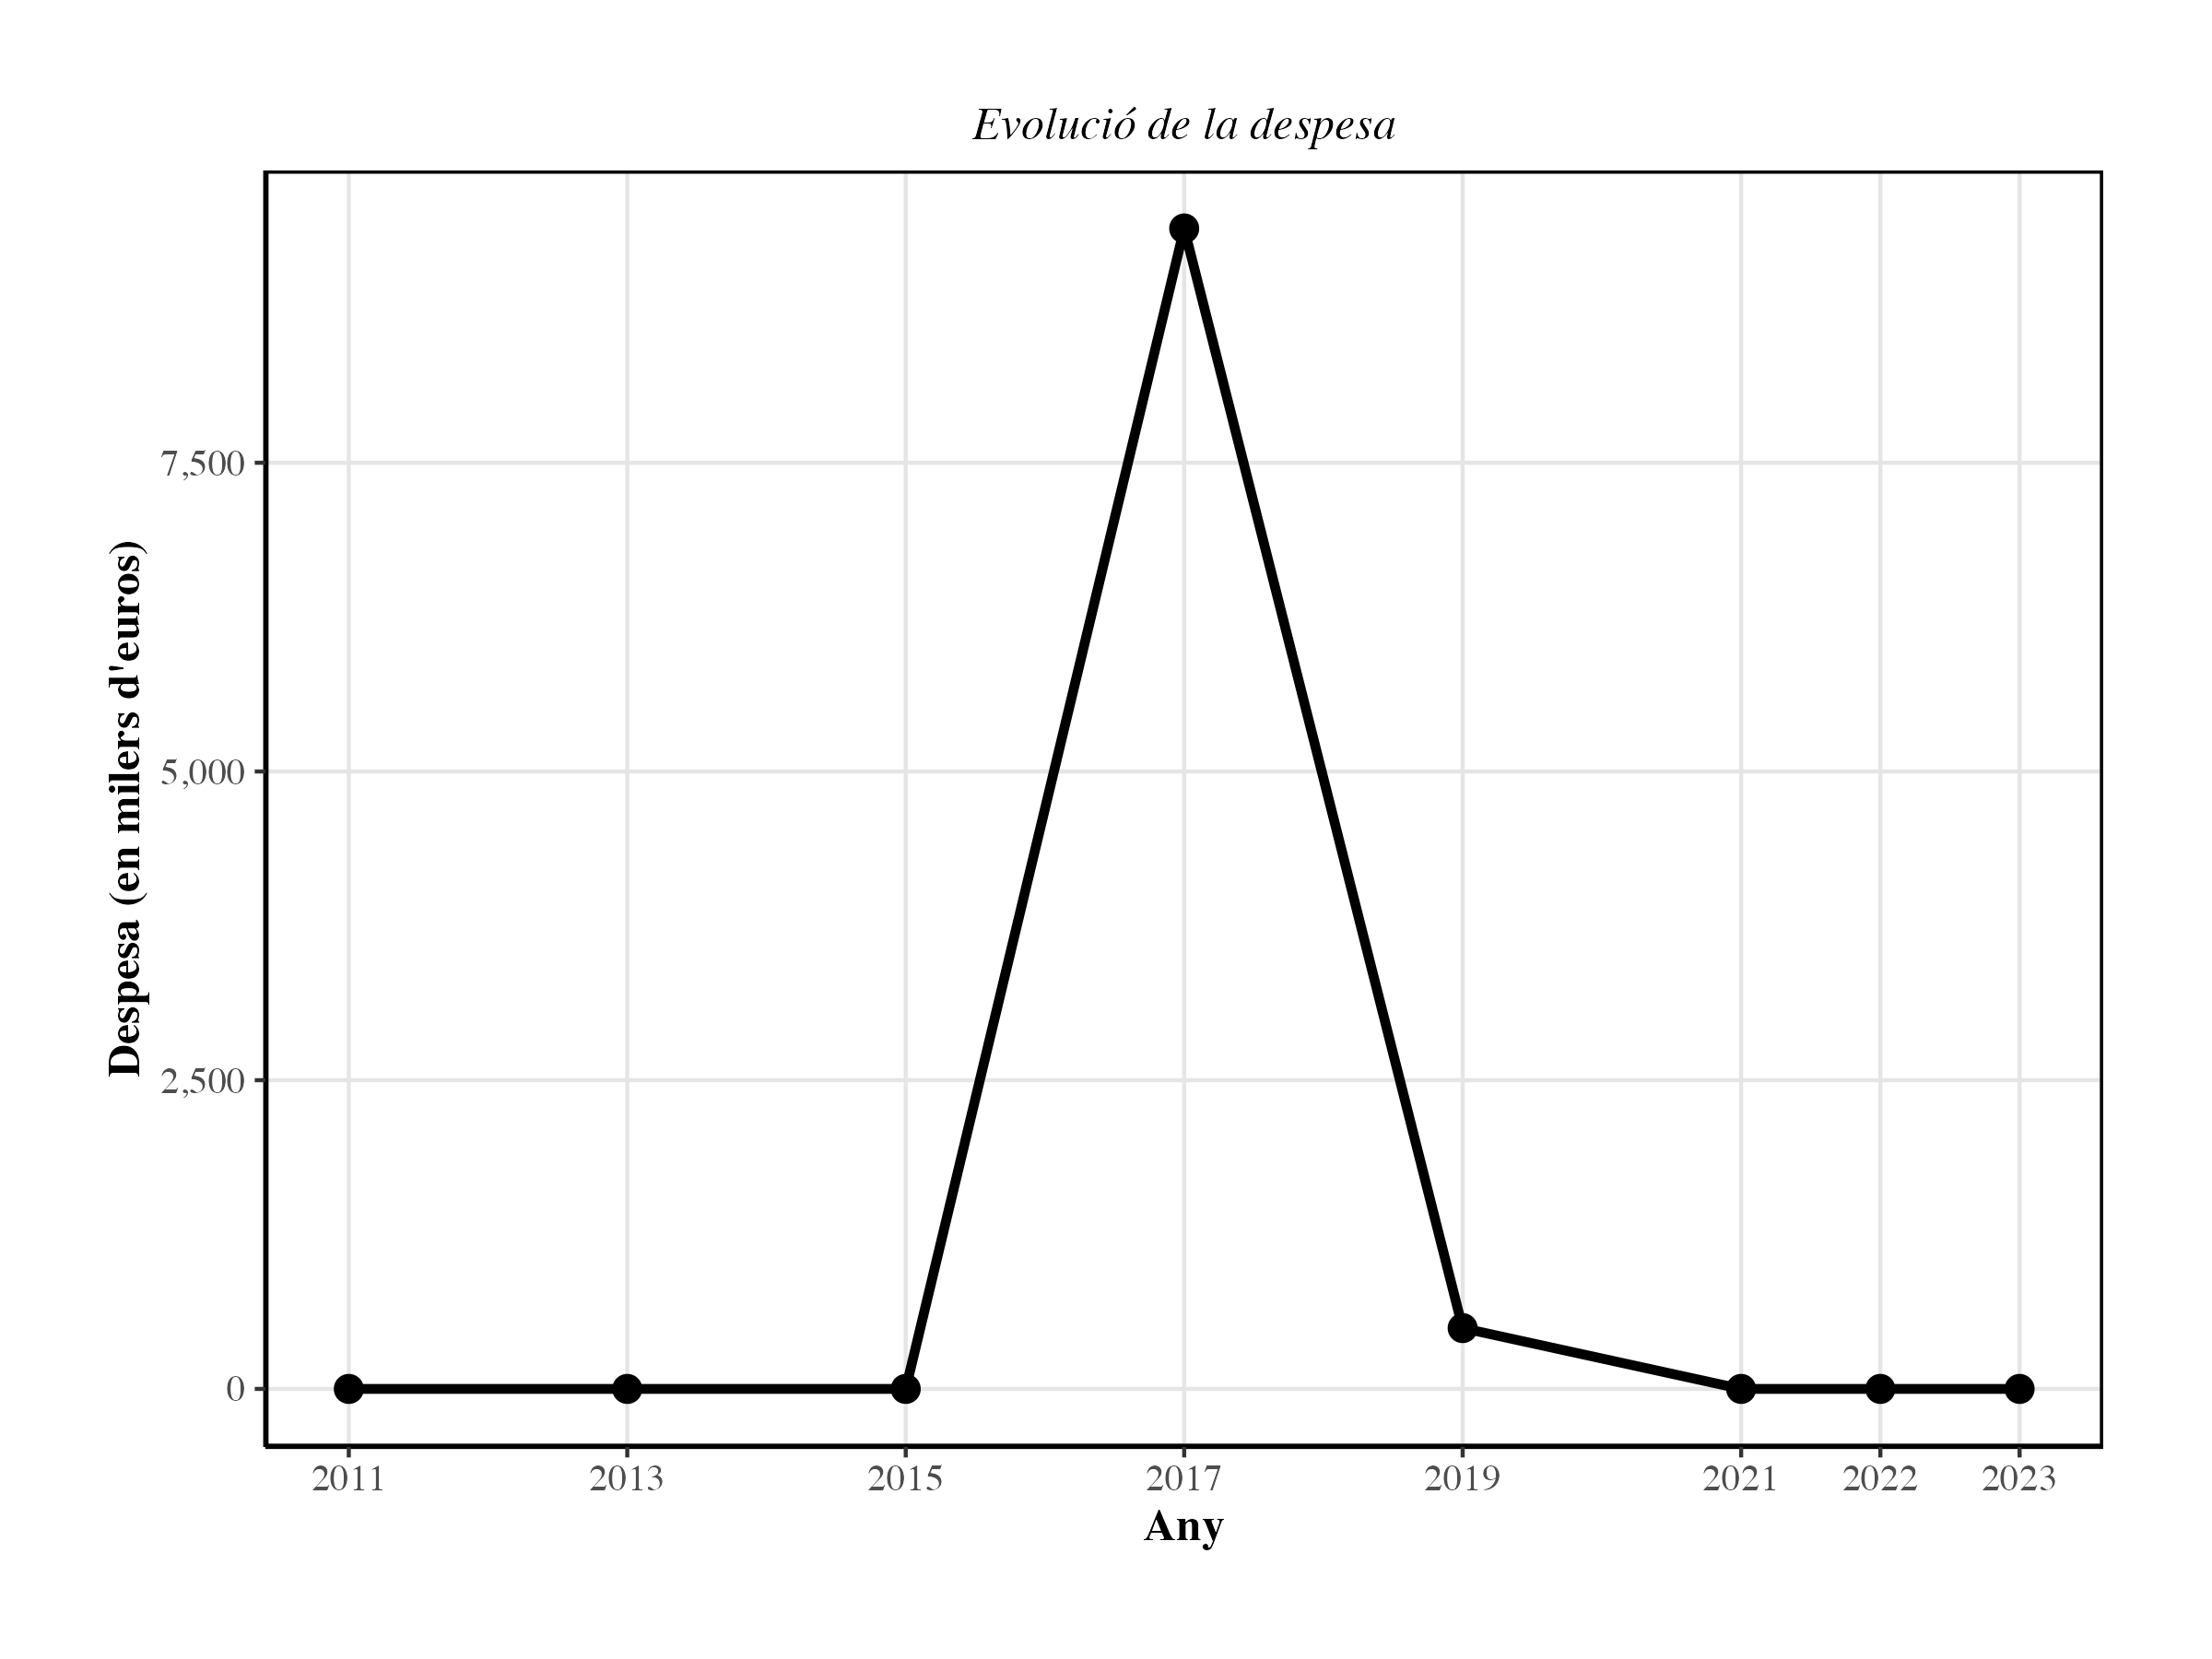 Evolució de la despesa
Despesa (en milers d'euros)
7,500
5,000
2,500
0
2011 2013 2015 2017 2019 2021 2022 2023
Any